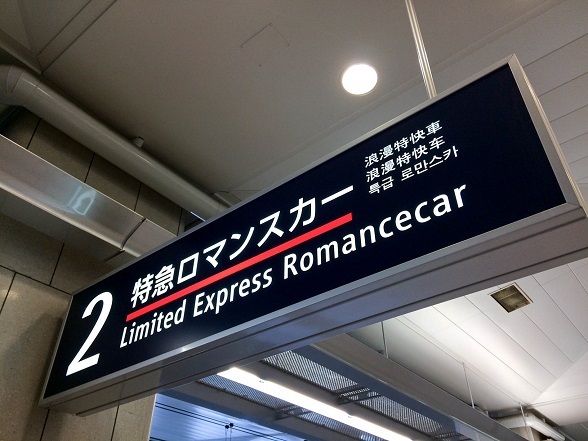 2
特急ロマンスカー
Limited Express Romancecar
浪漫特快車
浪漫特快车
특급 로만스카